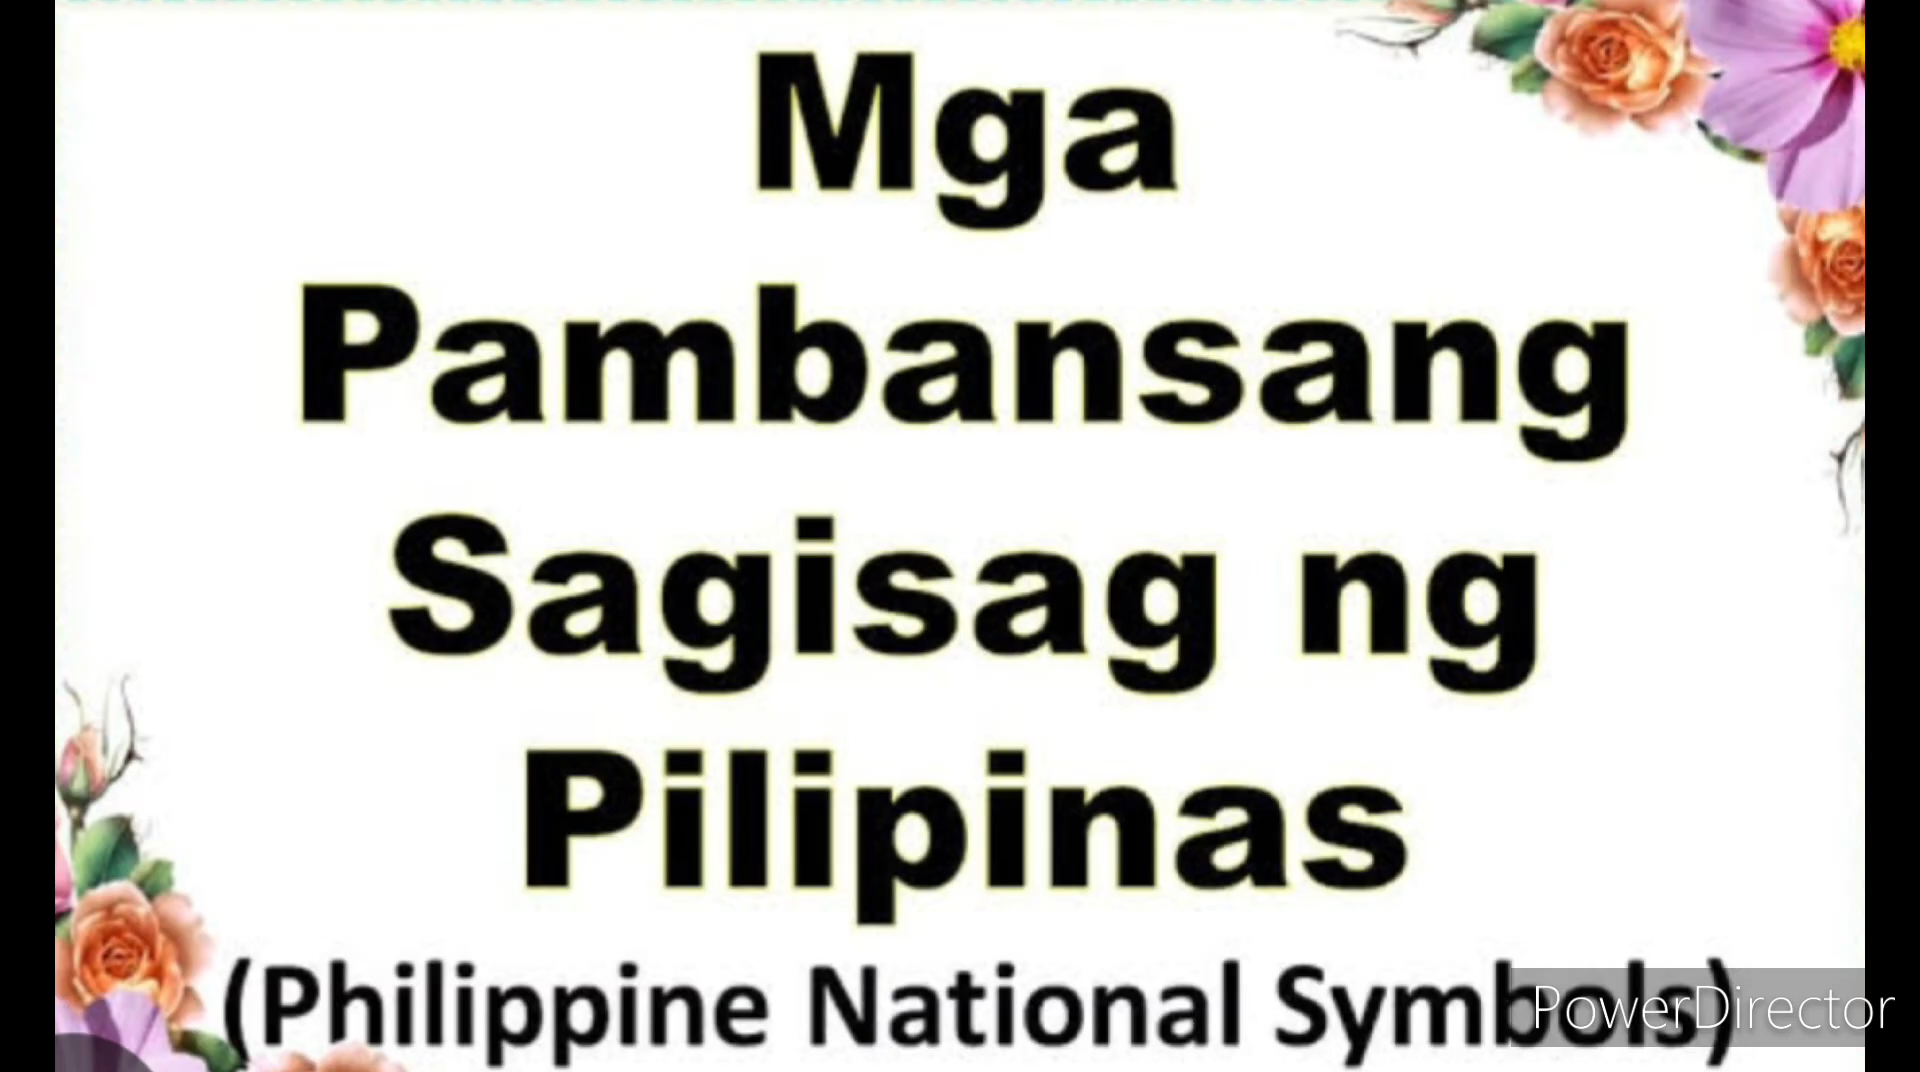 Mga
Pambansang
Sagisag ng
Pilipinas
(Philippine National Symbols)
PowerDirector